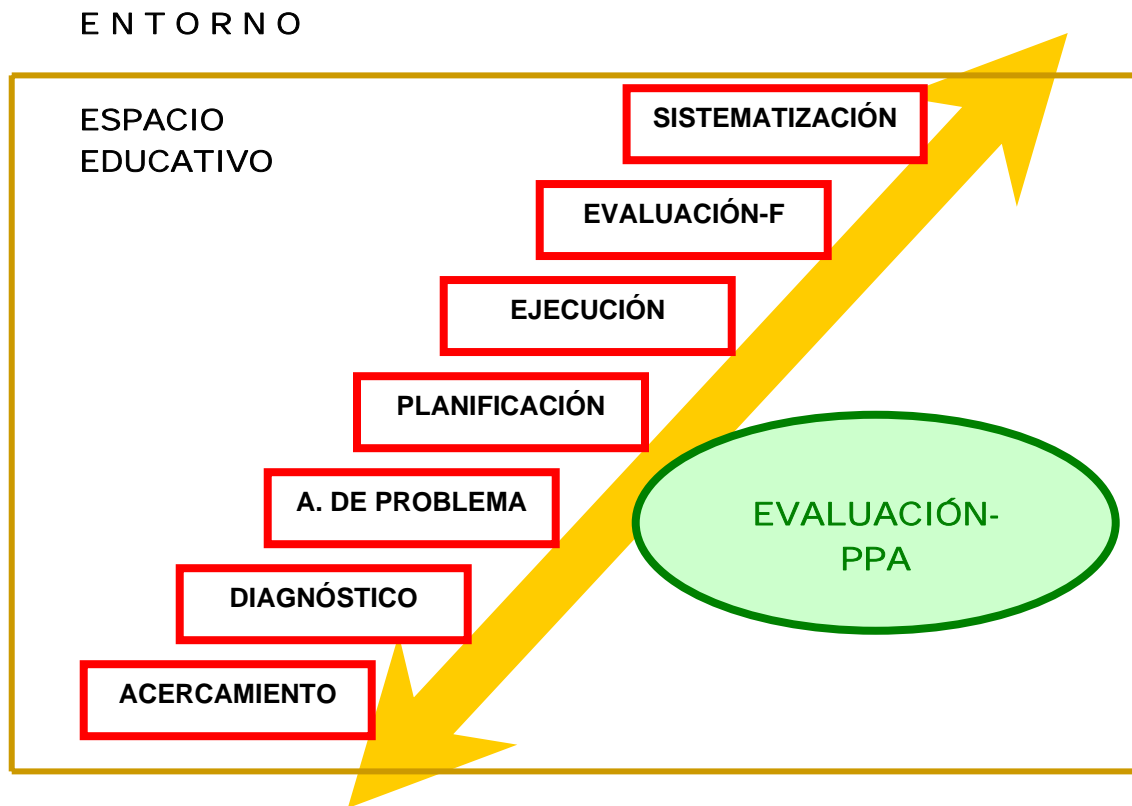 E N T O R N O
ESPACIO
EDUCATIVO
SISTEMATIZACIÓN
EVALUACIÓN-F
EJECUCIÓN
PLANIFICACIÓN
A. DE PROBLEMA
EVALUACIÓN-
PPA
DIAGNÓSTICO
ACERCAMIENTO